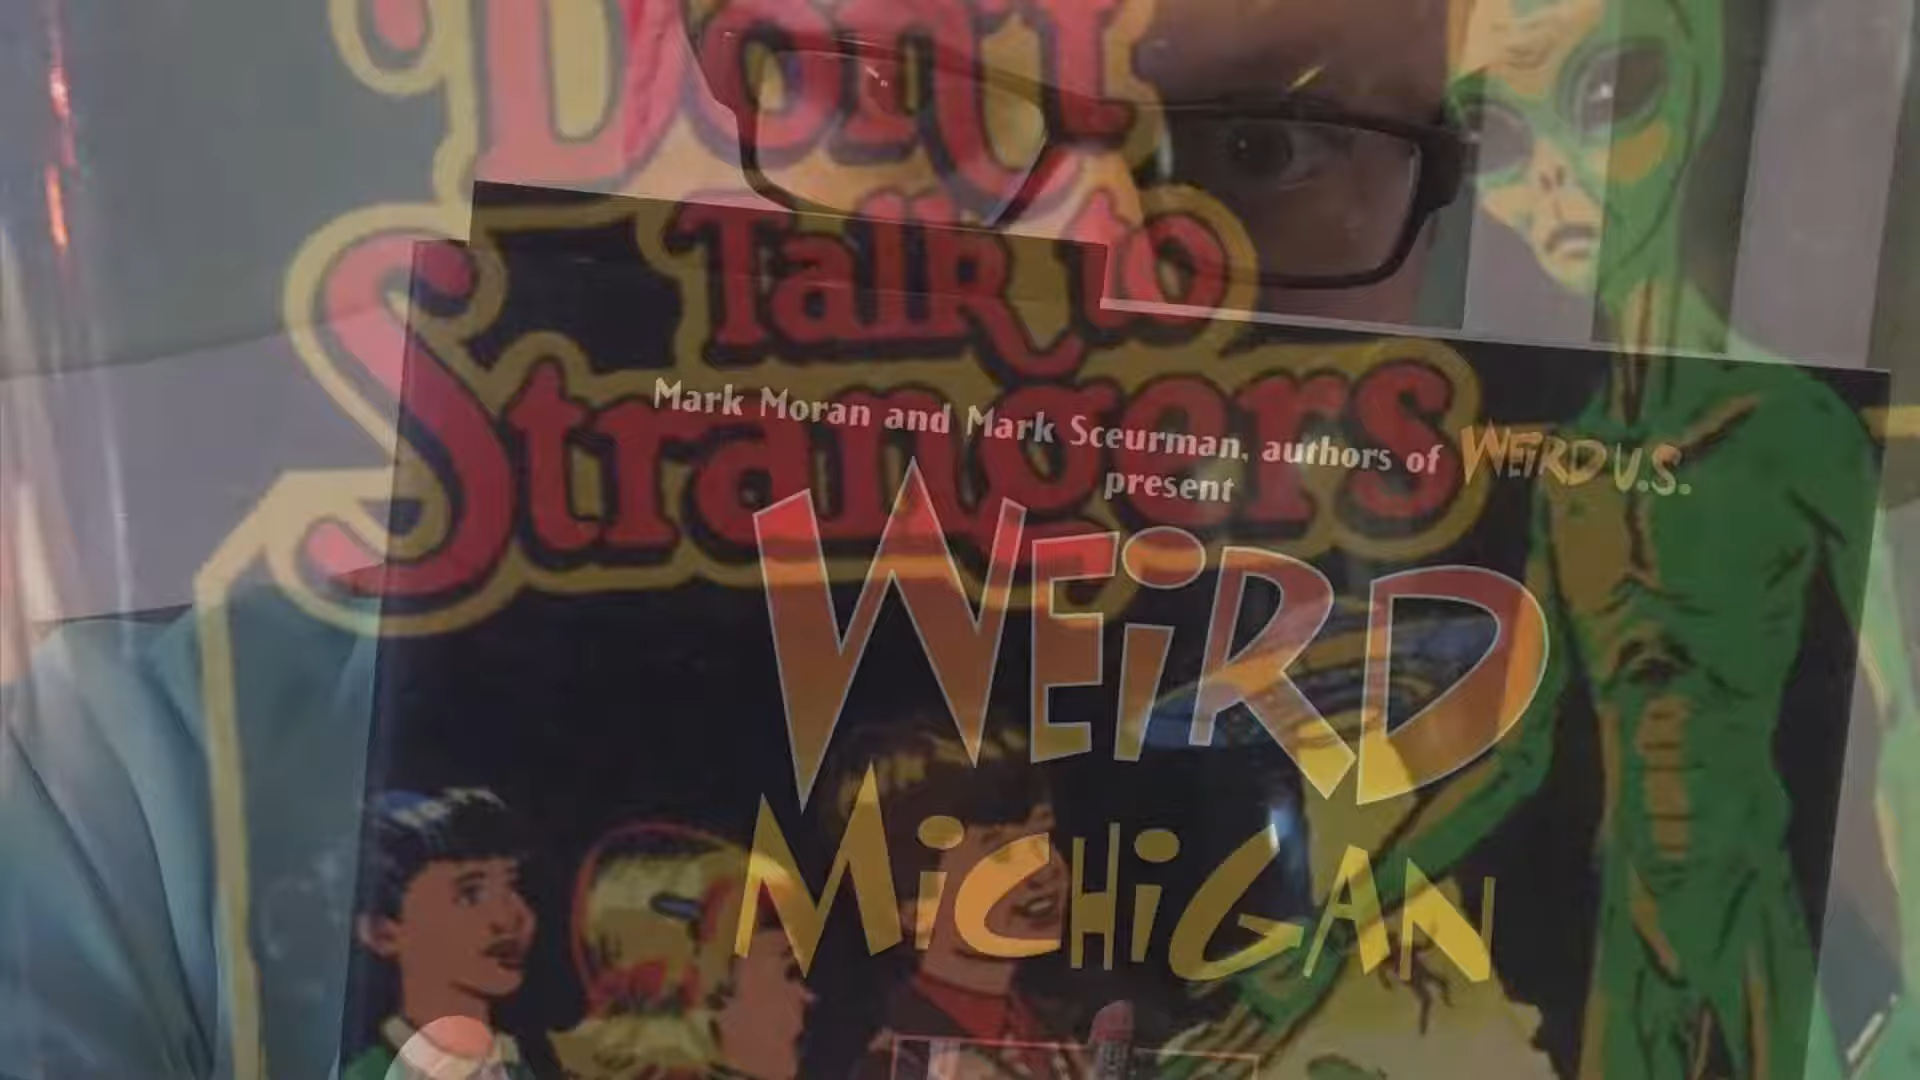 Don't
Talk to
Strangers
Mark Moran and Mark Sceurman, authors of WEIRD U.S.
present
WEIRD
MICHIGAN